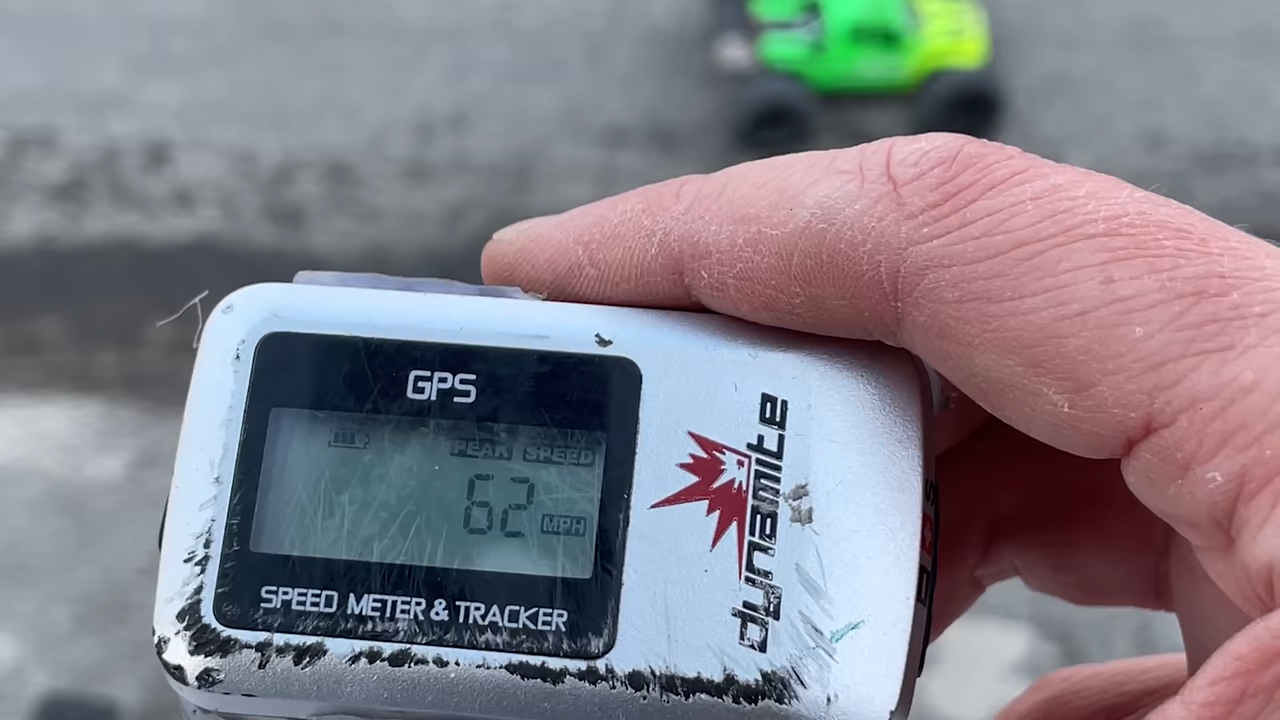 GPS
PEAK SPEED
62 MPH
SPEED METER & TRACKER
dynamite